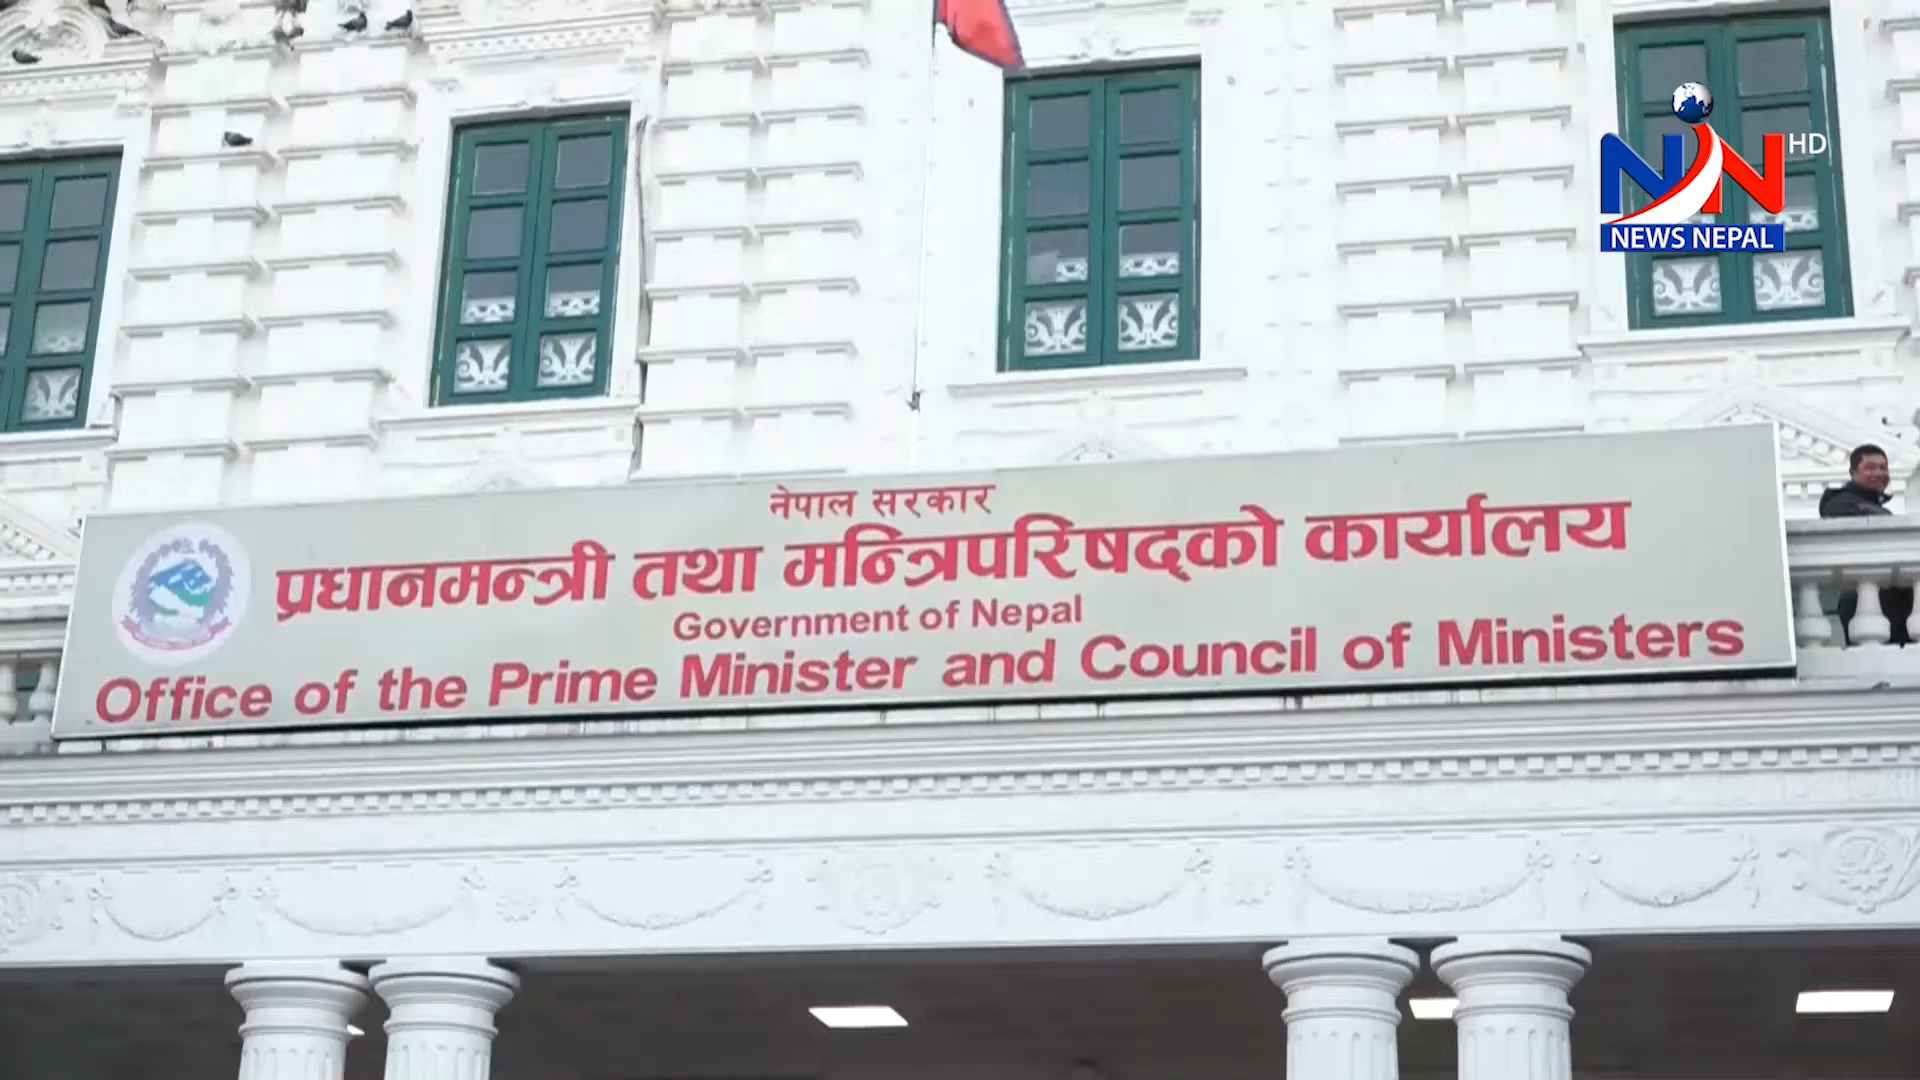 NN HD
NEWS NEPAL
नेपाल सरकार
प्रधानमन्त्री तथा मन्त्रिपरिषद्को कार्यालय
Government of Nepal
Office of the Prime Minister and Council of Ministers